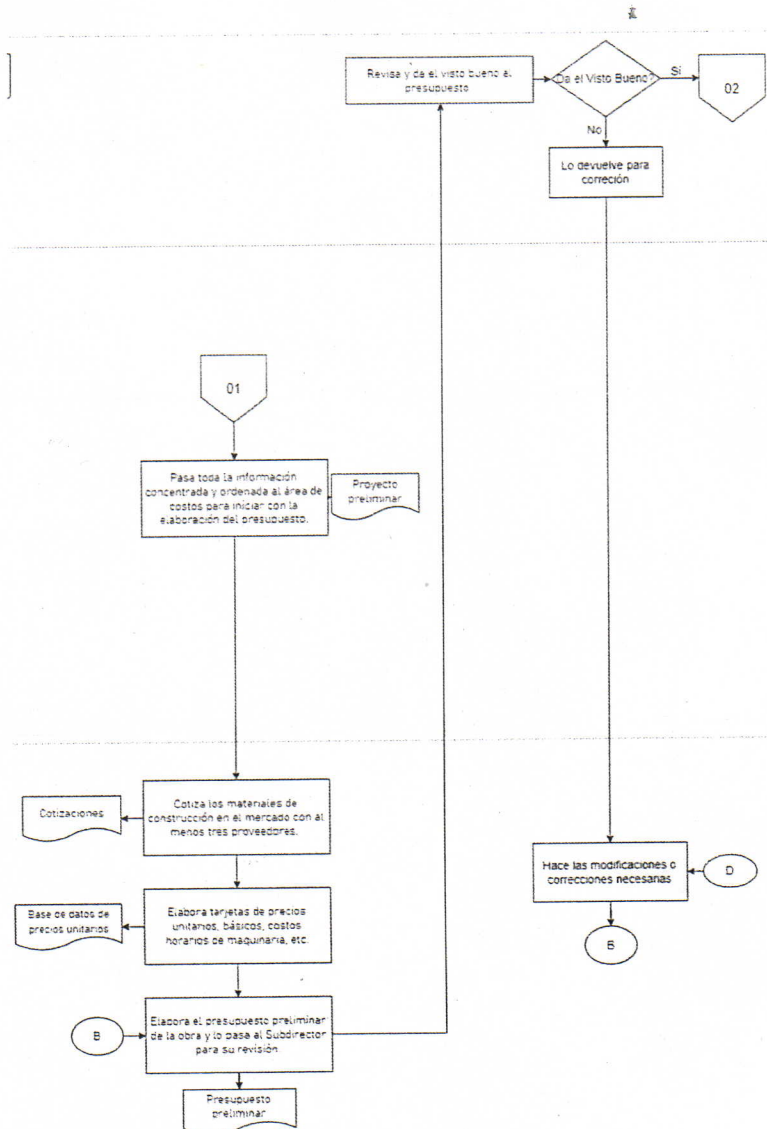 Revisa y da el visto bueno al
presupuesto
Da el Visto Bueno?
Si
02
No
Lo devuelve para
correción
01
Pasa toda la información
concentrada y ordenada al área de
costos para iniciar con la
elaboración del presupuesto.
Proyecto
preliminar
Cotizaciones
Cotiza los materiales de
construcción en el mercado con al
menos tres proveedores.
Hace las modificaciones o
correcciones necesarias
D
Base de datos de
precios unitarios
Elabora tarjetas de precios
unitarios, básicos, costos
horarios de maquinaria, etc.
B
B
Elabora el presupuesto preliminar
de la obra y lo pasa al Subdirector
para su revisión
Presupuesto
preliminar